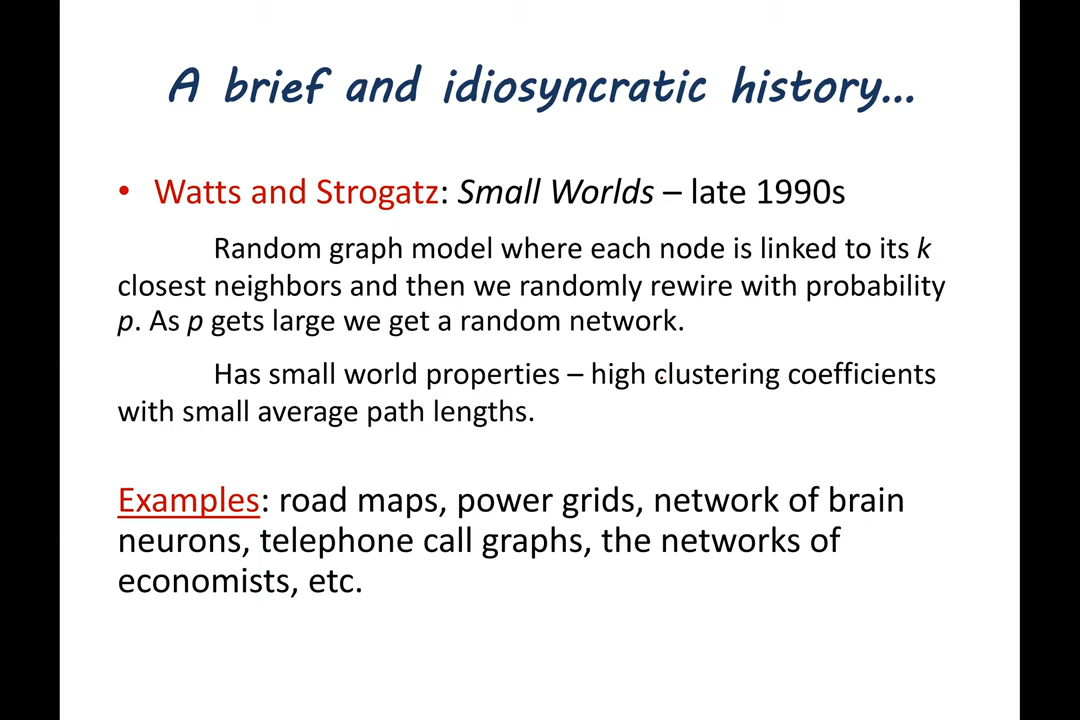 A brief and idiosyncratic history...
• Watts and Strogatz: Small Worlds – late 1990s
Random graph model where each node is linked to its k
closest neighbors and then we randomly rewire with probability
p. As p gets large we get a random network.
Has small world properties – high clustering coefficients
with small average path lengths.
Examples: road maps, power grids, network of brain
neurons, telephone call graphs, the networks of
economists, etc.